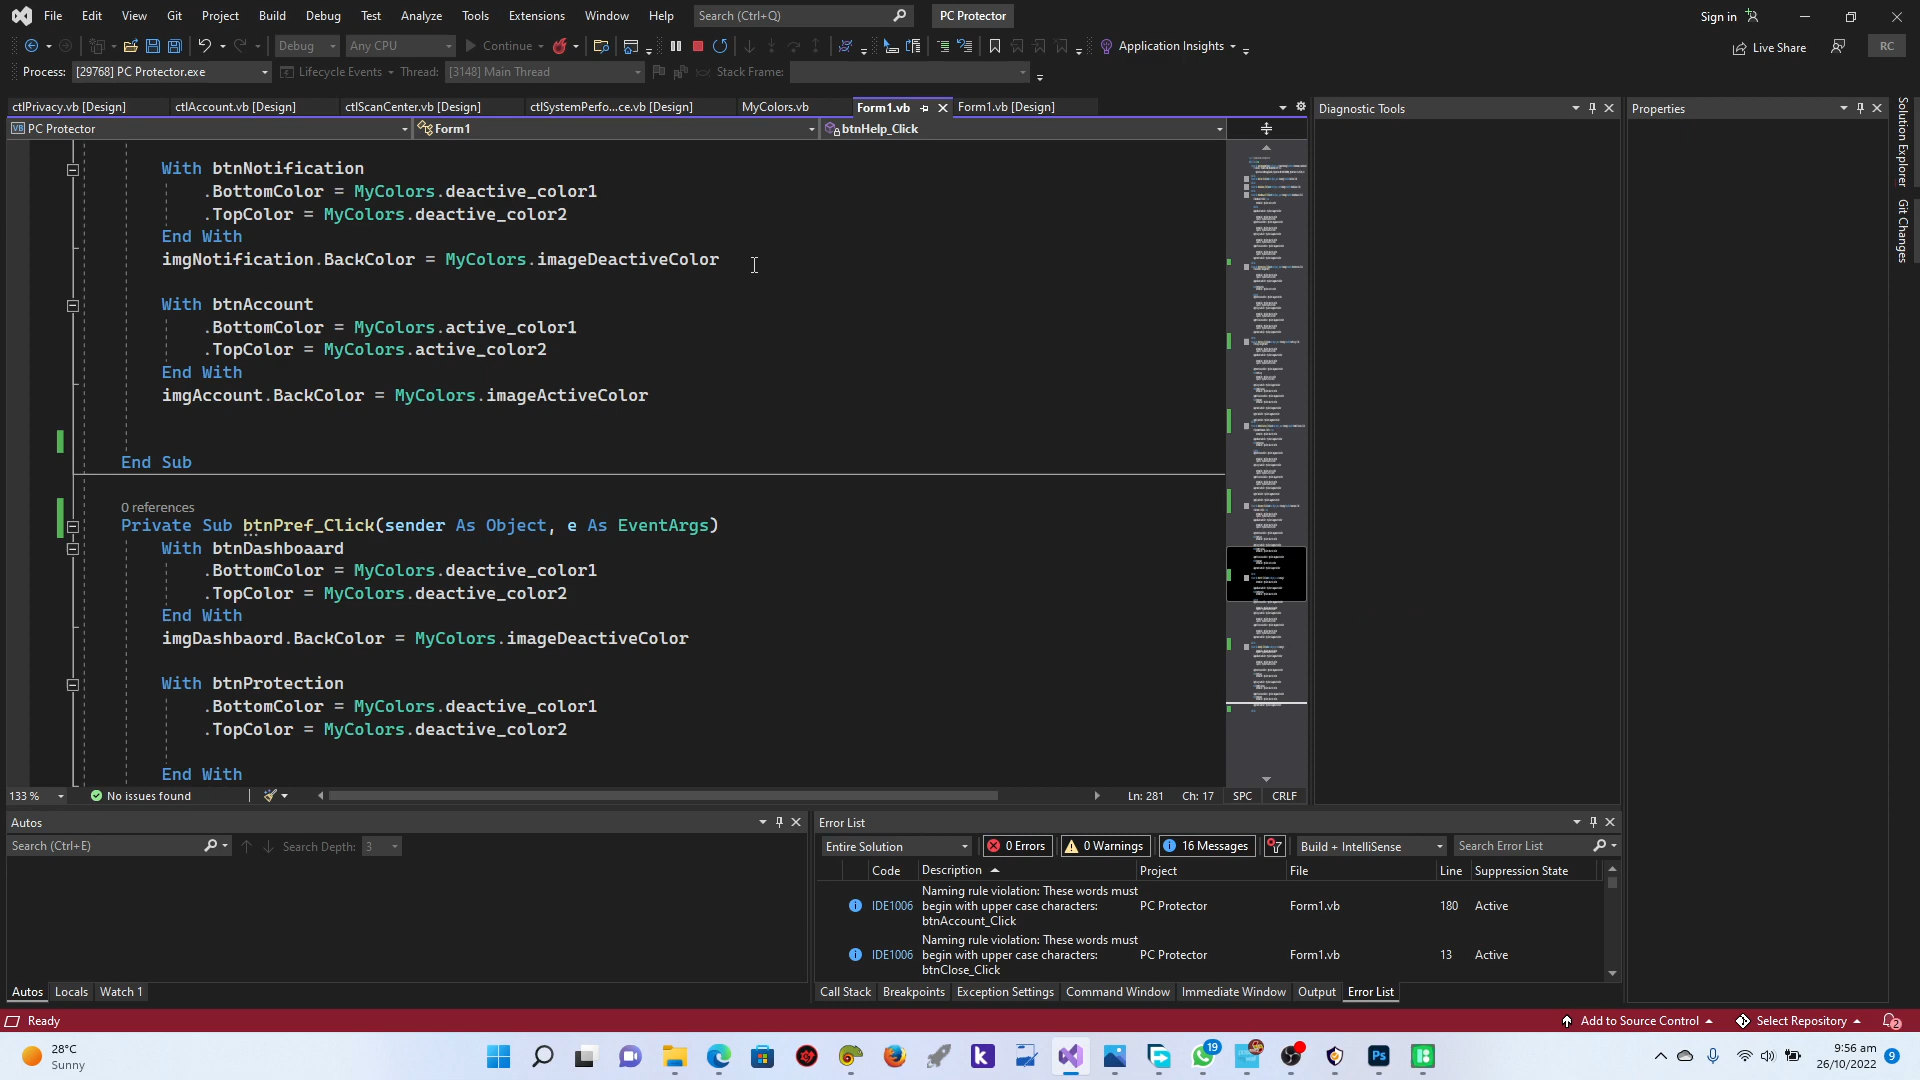 File Edit View Git Project Build Debug Test Analyze Tools Extensions Window Help Search (Ctrl+Q) PC Protector Sign in
Debug Any CPU Continue Application Insights Live Share RC
Process: [29768] PC Protector.exe Lifecycle Events Thread: [3148] Main Thread Stack Frame:
ctlPrivacy.vb [Design] ctlAccount.vb [Design] ctlScanCenter.vb [Design] ctlSystemPerfo...ce.vb [Design] MyColors.vb Form1.vb Form1.vb [Design] Diagnostic Tools Properties
VB PC Protector Form1 btnHelp_Click
Solution Explorer
Git Changes
With btnNotification
.BottomColor = MyColors.deactive_color1
.TopColor = MyColors.deactive_color2
End With
imgNotification.BackColor = MyColors.imageDeactiveColor
With btnAccount
.BottomColor = MyColors.active_color1
.TopColor = MyColors.active_color2
End With
imgAccount.BackColor = MyColors.imageActiveColor
End Sub
0 references
Private Sub btnPref_Click(sender As Object, e As EventArgs)
With btnDashboaard
.BottomColor = MyColors.deactive_color1
.TopColor = MyColors.deactive_color2
End With
imgDashbaord.BackColor = MyColors.imageDeactiveColor
With btnProtection
.BottomColor = MyColors.deactive_color1
.TopColor = MyColors.deactive_color2
End With
133 % No issues found Ln: 281 Ch: 17 SPC CRLF
Autos Error List
Search (Ctrl+E) Search Depth: 3 Entire Solution 0 Errors 0 Warnings 16 Messages Build + IntelliSense Search Error List
Code Description Project File Line Suppression State
Naming rule violation: These words must
IDE1006 begin with upper case characters: PC Protector Form1.vb 180 Active
btnAccount_Click
Naming rule violation: These words must
IDE1006 begin with upper case characters: PC Protector Form1.vb 13 Active
btnClose_Click
Autos Locals Watch 1 Call Stack Breakpoints Exception Settings Command Window Immediate Window Output Error List
Ready Add to Source Control Select Repository 2
28°C
Sunny
k 19 Ps
9:56 am
26/10/2022 9